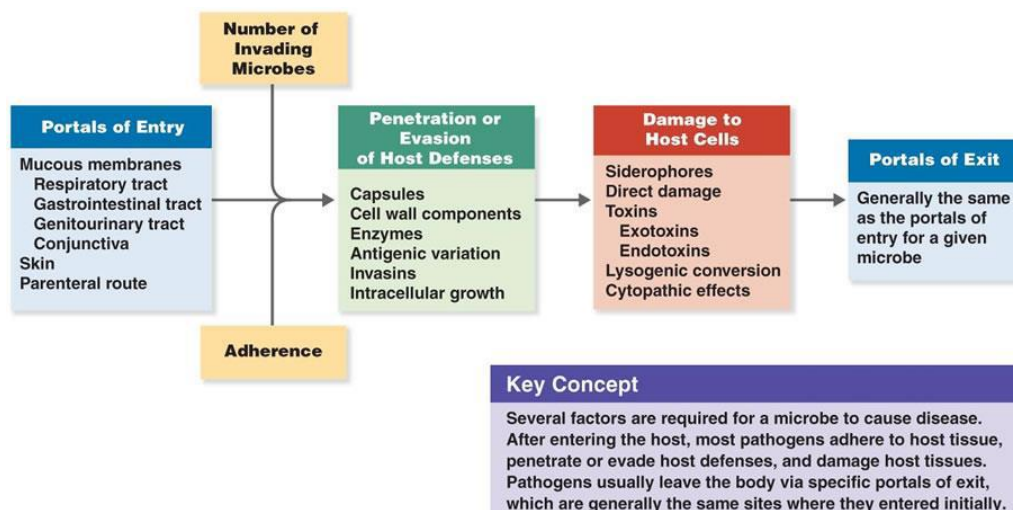 Number of
Invading
Microbes
Portals of Entry
Mucous membranes
Respiratory tract
Gastrointestinal tract
Genitourinary tract
Conjunctiva
Skin
Parenteral route
Adherence
Penetration or
Evasion
of Host Defenses
Capsules
Cell wall components
Enzymes
Antigenic variation
Invasins
Intracellular growth
Damage to
Host Cells
Siderophores
Direct damage
Toxins
Exotoxins
Endotoxins
Lysogenic conversion
Cytopathic effects
Portals of Exit
Generally the same
as the portals of
entry for a given
microbe
Key Concept
Several factors are required for a microbe to cause disease.
After entering the host, most pathogens adhere to host tissue,
penetrate or evade host defenses, and damage host tissues.
Pathogens usually leave the body via specific portals of exit,
which are generally the same sites where they entered initially.